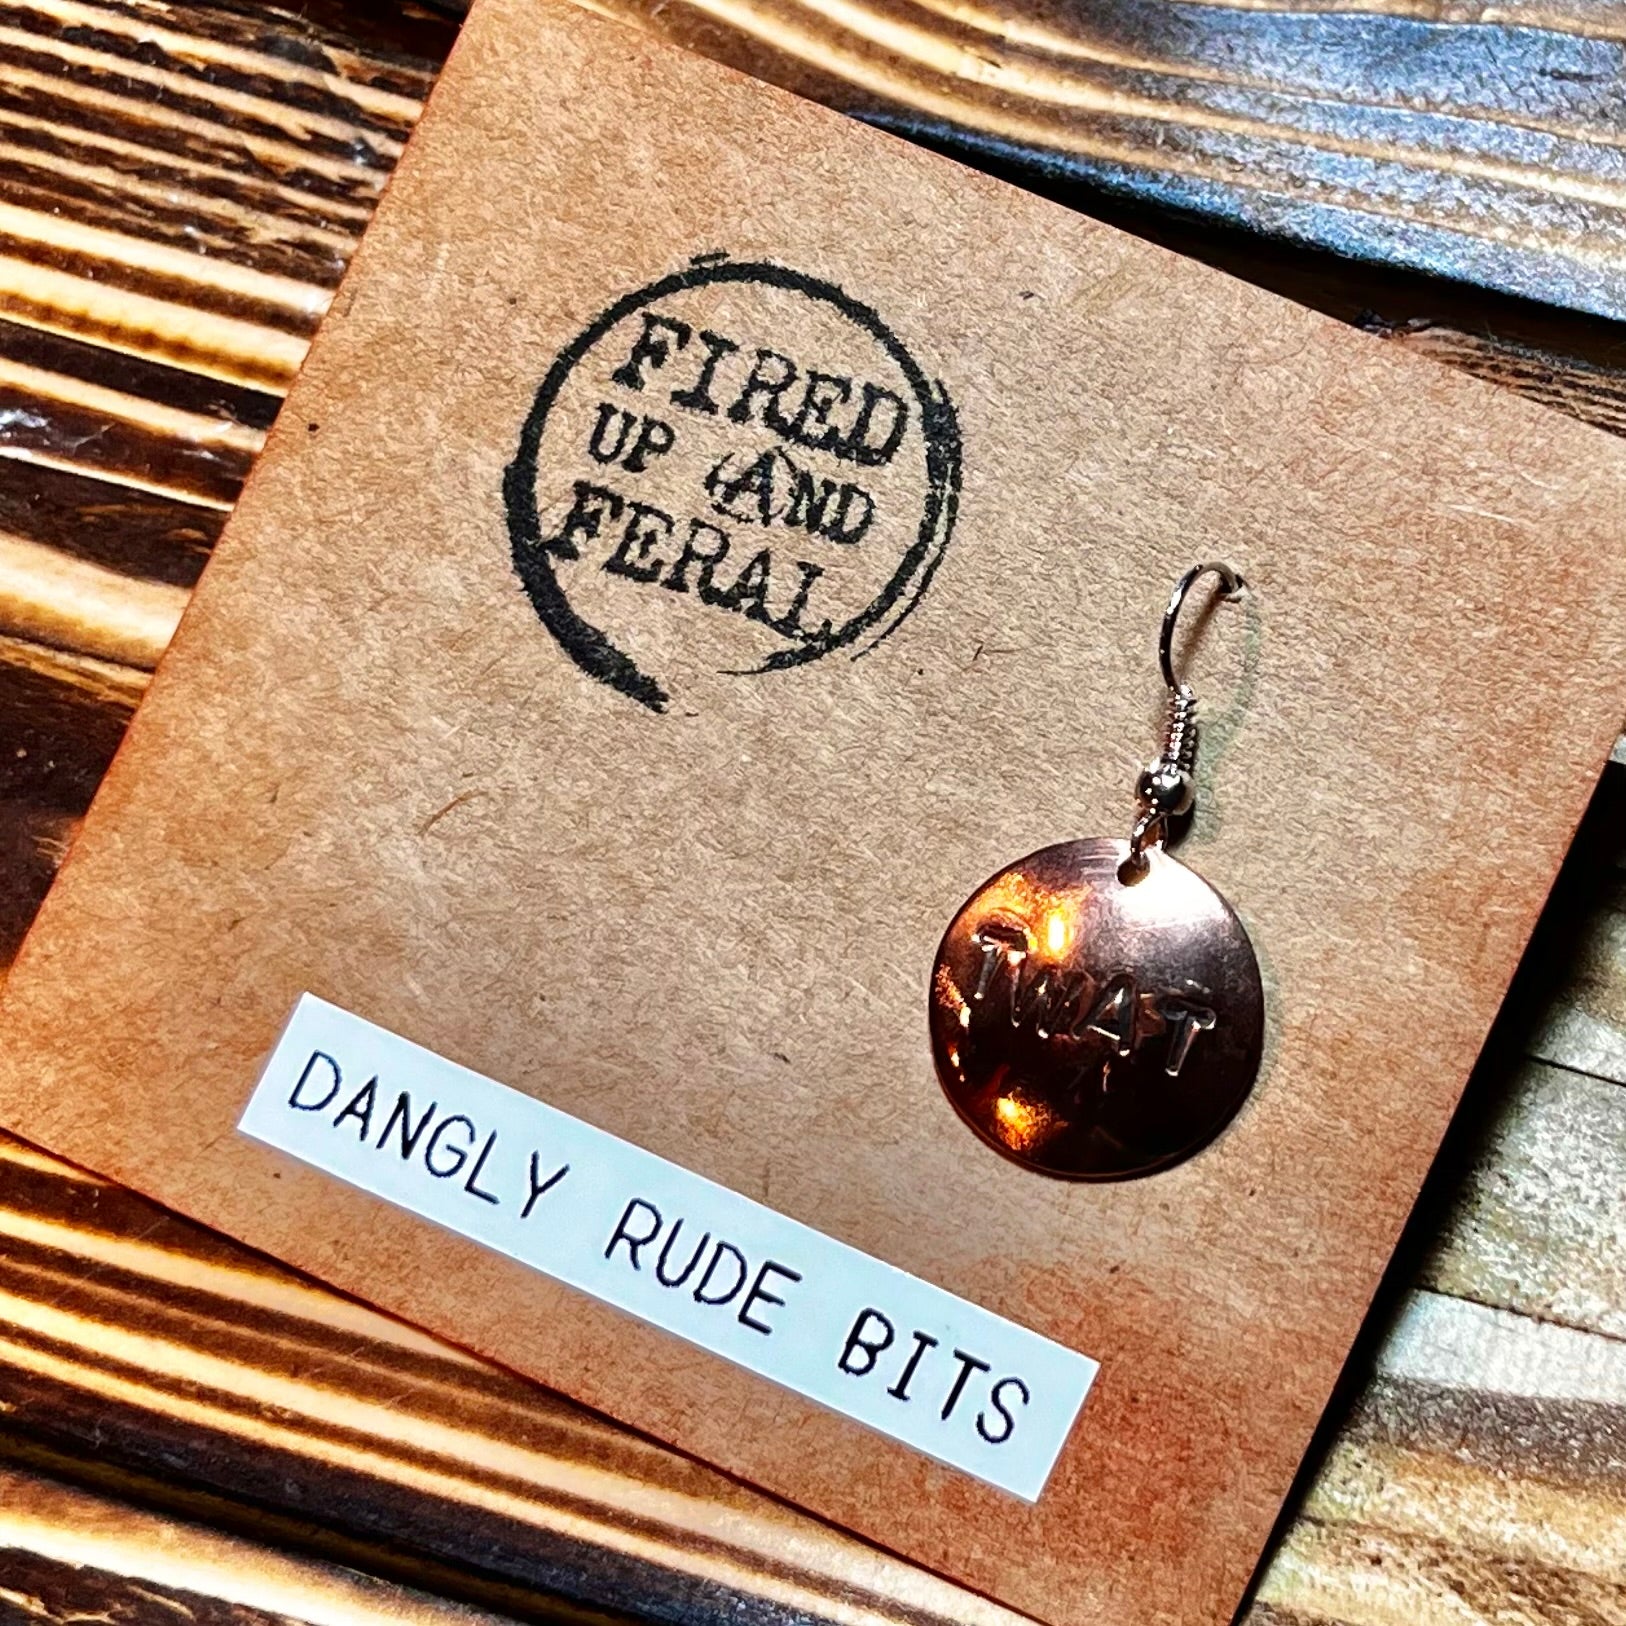 FIRED
UP AND
FERAL
TWAT
DANGLY RUDE BITS